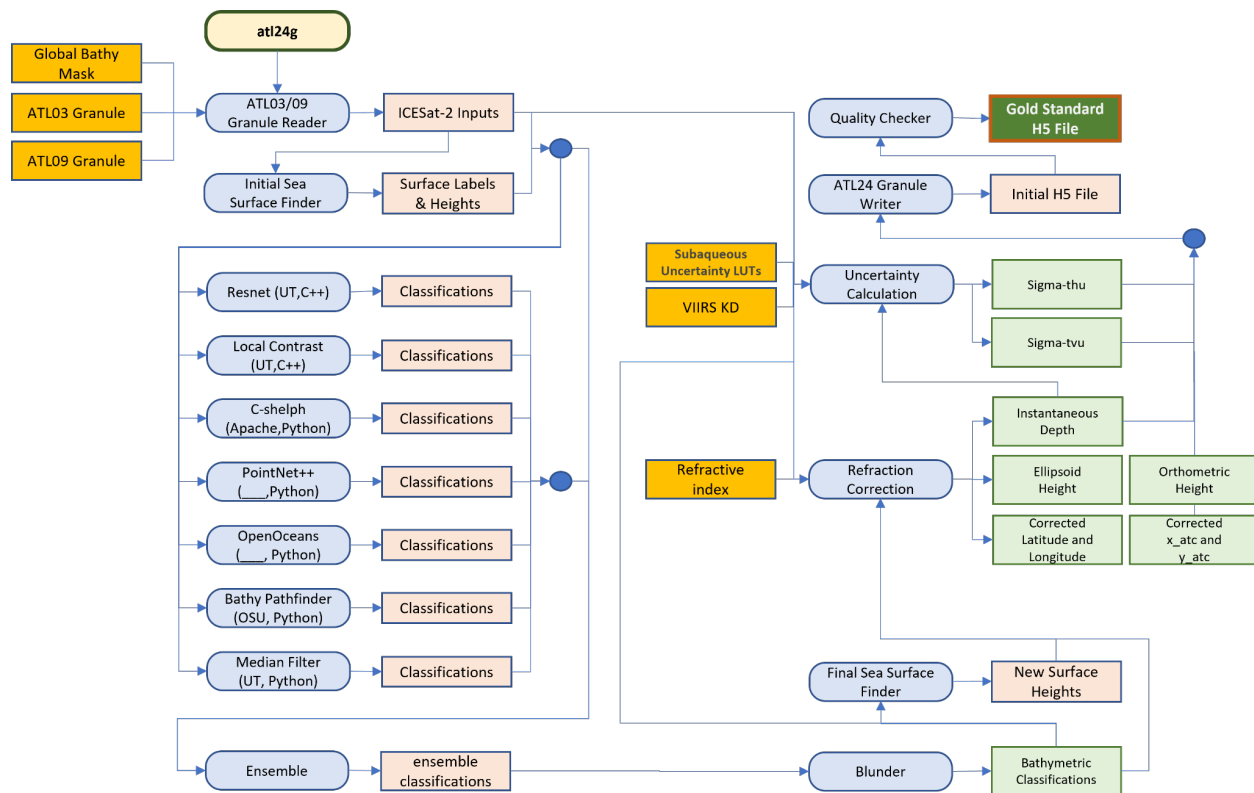 atl24g
Global Bathy
Mask
ATL03 Granule
ATL09 Granule
ATL03/09
Granule Reader
ICESat-2 Inputs
Initial Sea
Surface Finder
Surface Labels
& Heights
Quality Checker
Gold Standard
H5 File
ATL24 Granule
Writer
Initial H5 File
Subaqueous
Uncertainty LUTs
VIIRS KD
Uncertainty
Calculation
Sigma-thu
Sigma-tvu
Resnet (UT,C++)
Classifications
Local Contrast
(UT,C++)
Classifications
C-shelph
(Apache,Python)
Classifications
PointNet++
(___,Python)
Classifications
OpenOceans
(___, Python)
Classifications
Bathy Pathfinder
(OSU, Python)
Classifications
Median Filter
(UT, Python)
Classifications
Instantaneous
Depth
Refractive
index
Refraction
Correction
Ellipsoid
Height
Orthometric
Height
Corrected
Latitude and
Longitude
Corrected
x_atc and
y_atc
Final Sea Surface
Finder
New Surface
Heights
Ensemble
ensemble
classifications
Blunder
Bathymetric
Classifications